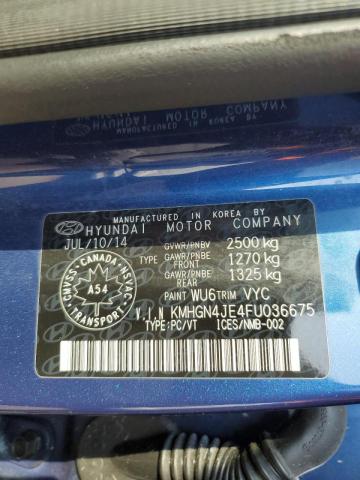 MANUFACTURED IN KOREA BY
HYUNDAI MOTOR COMPANY
JUL/10/14
GVWR/PNBV 2500 kg
TYPE GAWR/PNBE FRONT 1270 kg
GAWR/PNBE REAR 1325 kg
PAINT WU6 TRIM VYC
V.I.N KMHGN4JE4FU036675
TYPE:PC/VT ICES/NMB-002
CANADA
CMVSS NSVAC
A54
TRANSPORT